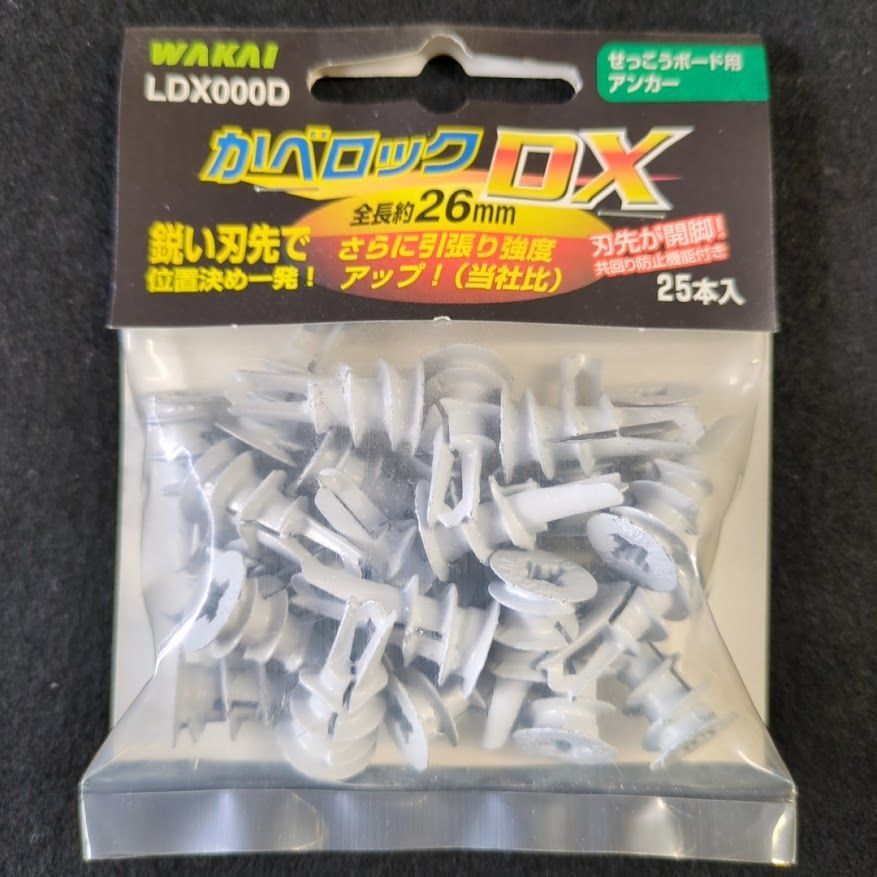 WAKAI
LDX000D
せっこうボード用
アンカー
かべロックDX
全長約26mm
鋭い刃先で
位置決め一発！
さらに引張り強度
アップ！（当社比）
刃先が開脚！
共回り防止機能付き
25本入